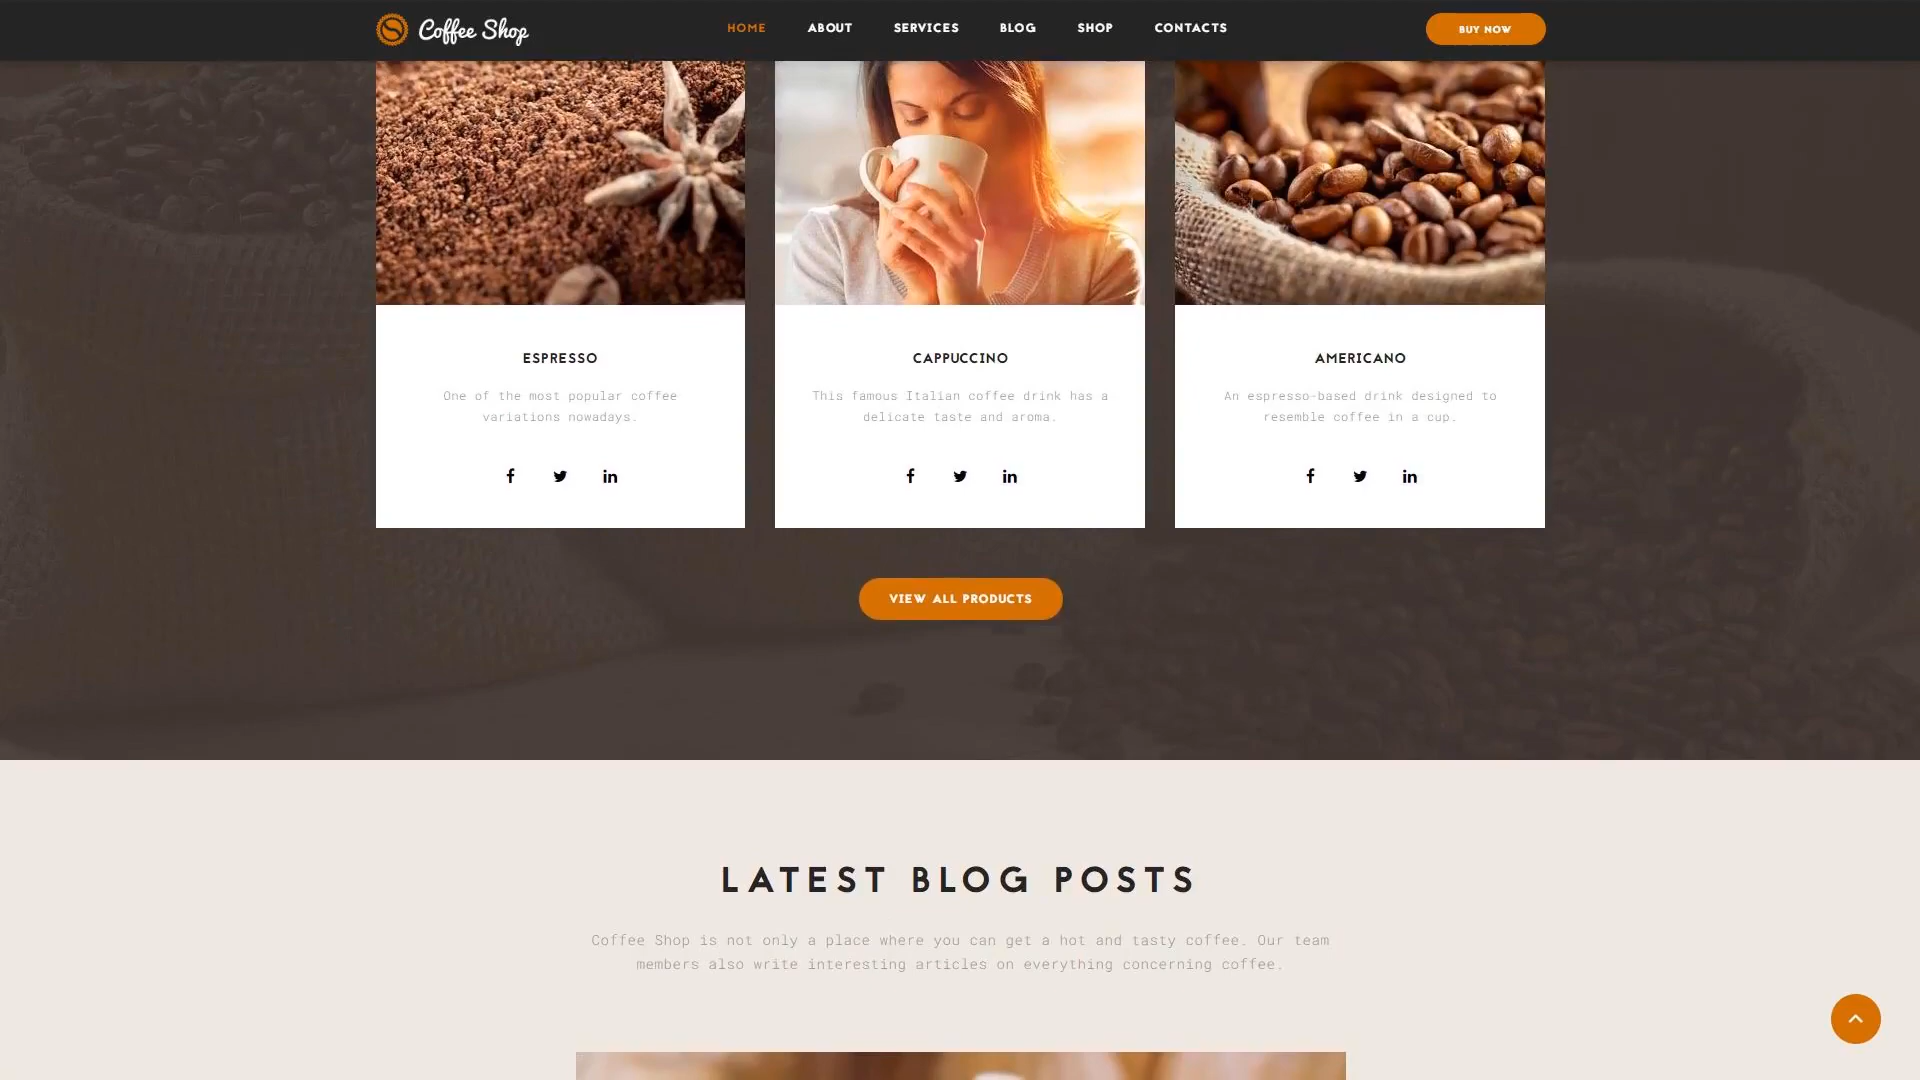 Coffee Shop
HOME ABOUT SERVICES BLOG SHOP CONTACTS
BUY NOW
ESPRESSO
One of the most popular coffee
variations nowadays.
CAPPUCCINO
This famous Italian coffee drink has a
delicate taste and aroma.
AMERICANO
An espresso-based drink designed to
resemble coffee in a cup.
VIEW ALL PRODUCTS
LATEST BLOG POSTS
Coffee Shop is not only a place where you can get a hot and tasty coffee. Our team
members also write interesting articles on everything concerning coffee.